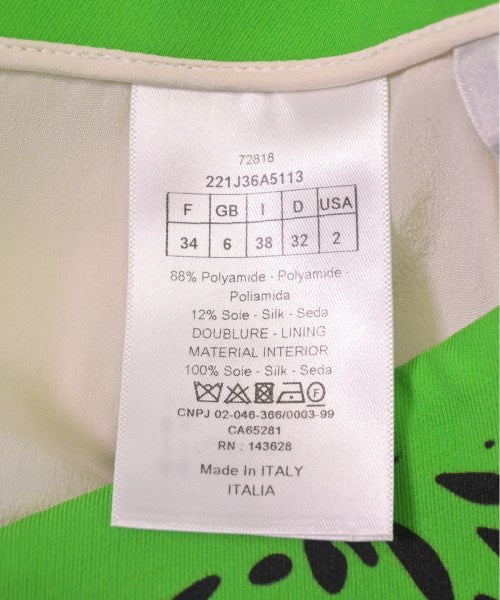 72818
221J36A5113
F GB I D USA
34 6 38 32 2
88% Polyamide - Polyamide -
Poliamida
12% Soie - Silk - Seda
DOUBLURE - LINING
MATERIAL INTERIOR
100% Soie - Silk - Seda
CNPJ 02-046-366/0003-99
CA65281
RN : 143628
Made In ITALY
ITALIA